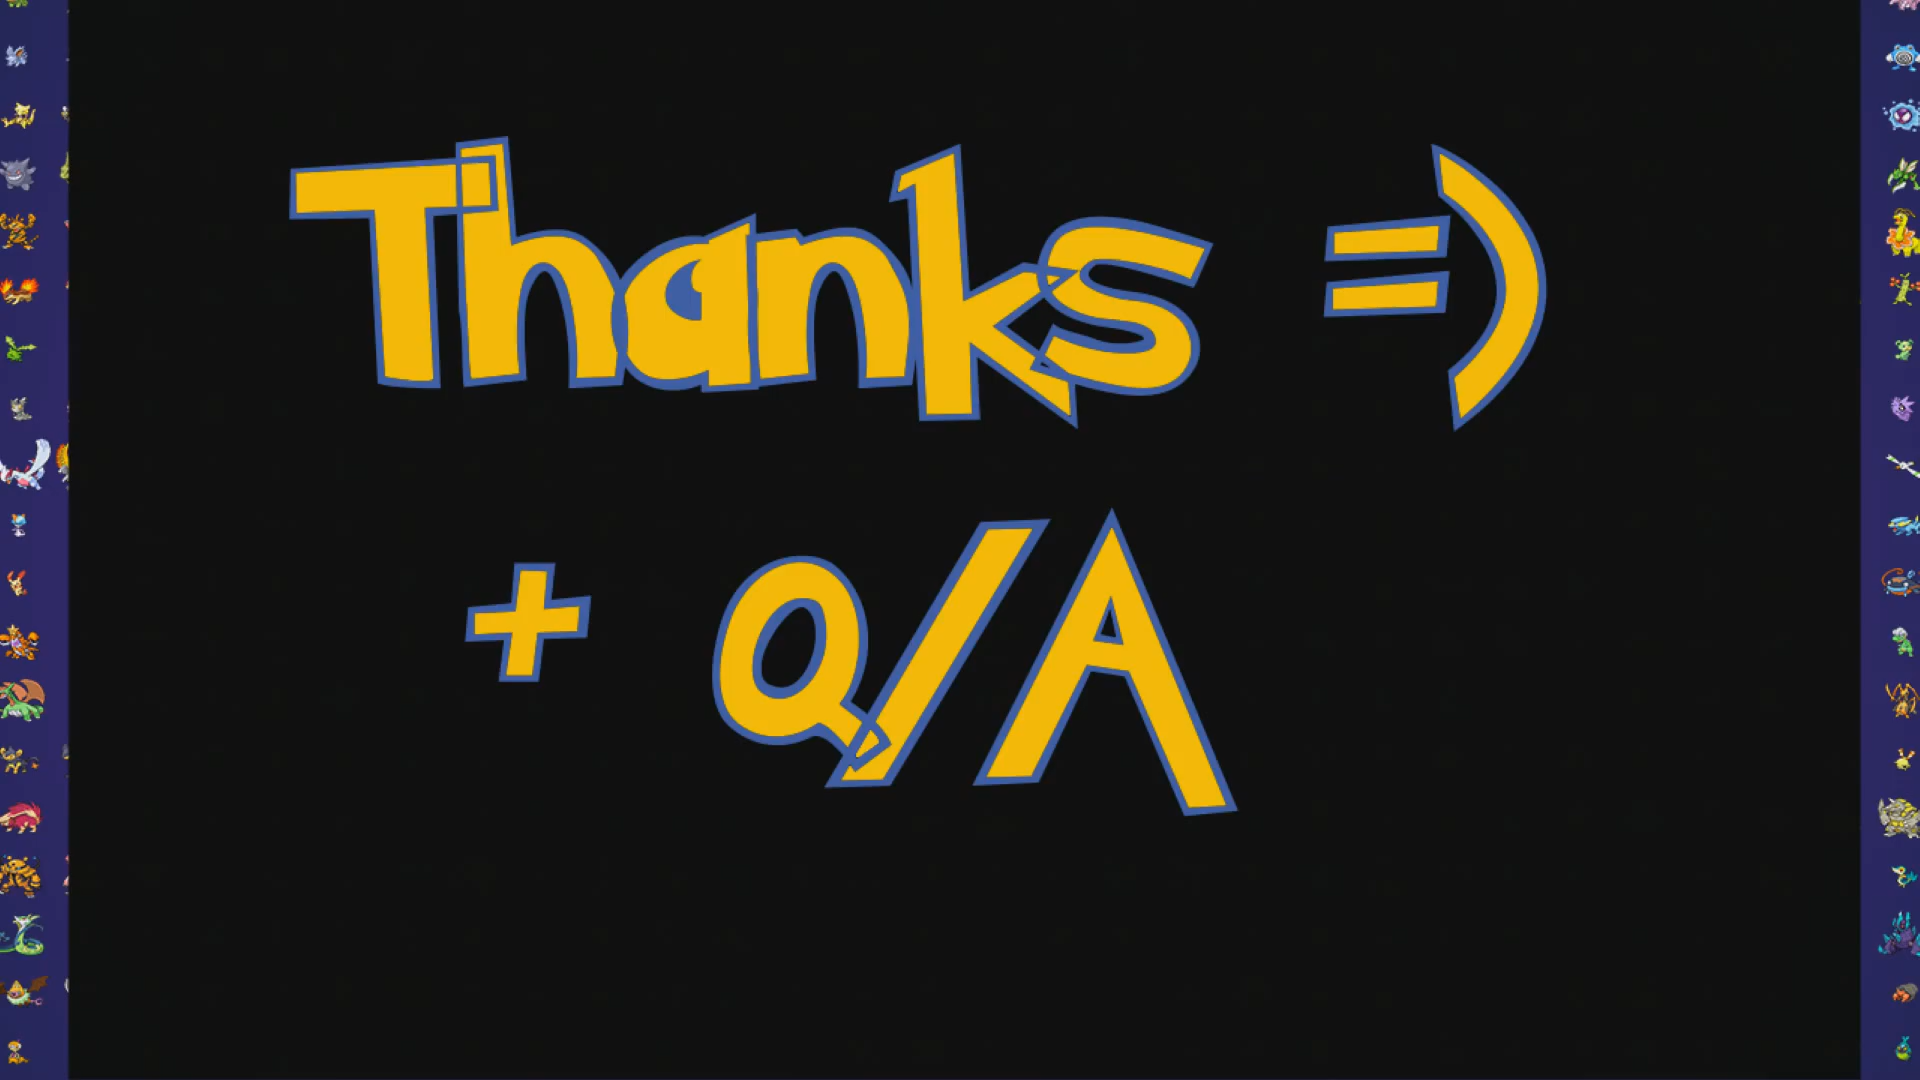 Thanks =)
+ Q/A